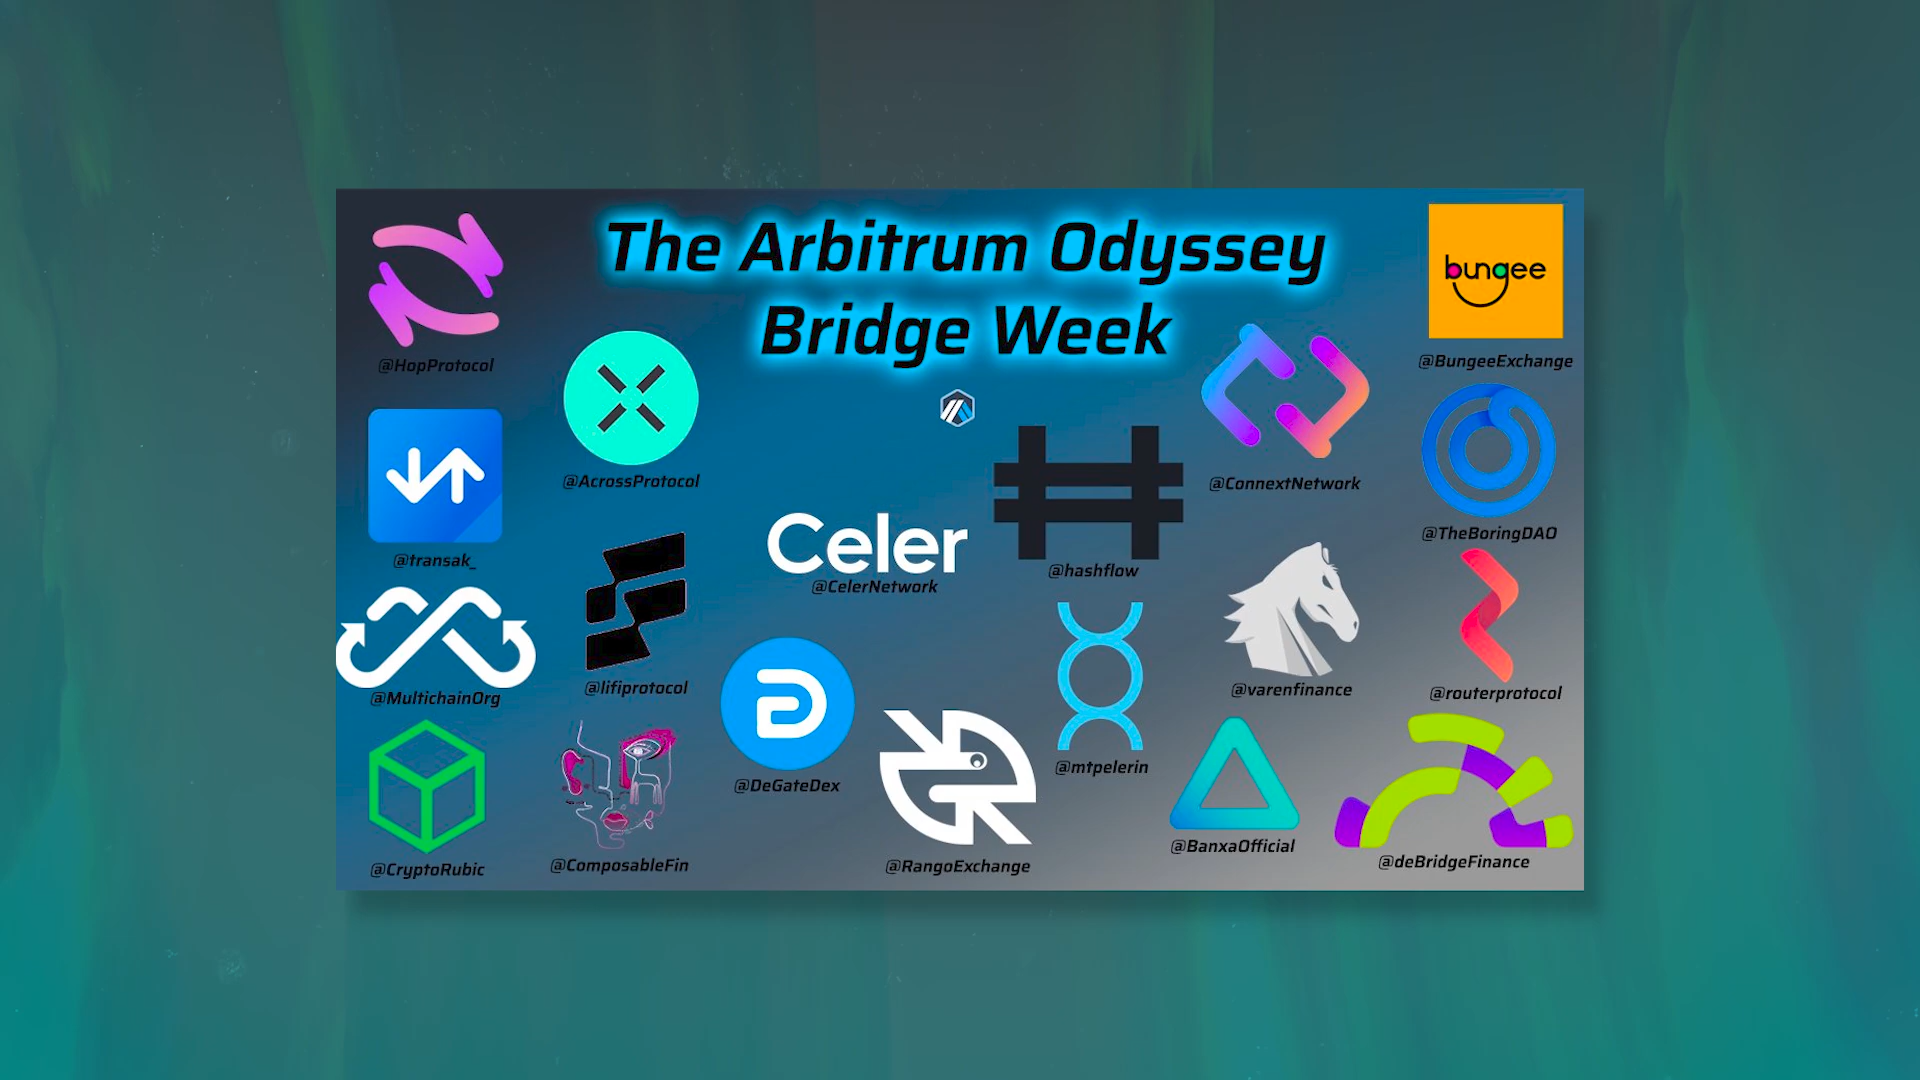 The Arbitrum Odyssey
Bridge Week
bungee
@HopProtocol
@BungeeExchange
@AcrossProtocol
@ConnextNetwork
@TheBoringDAO
@transak_
Celer
@CelerNetwork
@hashflow
@MultichainOrg
@lifiprotocol
@varenfinance
@routerprotocol
@DeGateDex
@mtpelerin
@CryptoRubic
@ComposableFin
@RangoExchange
@BanxaOfficial
@deBridgeFinance